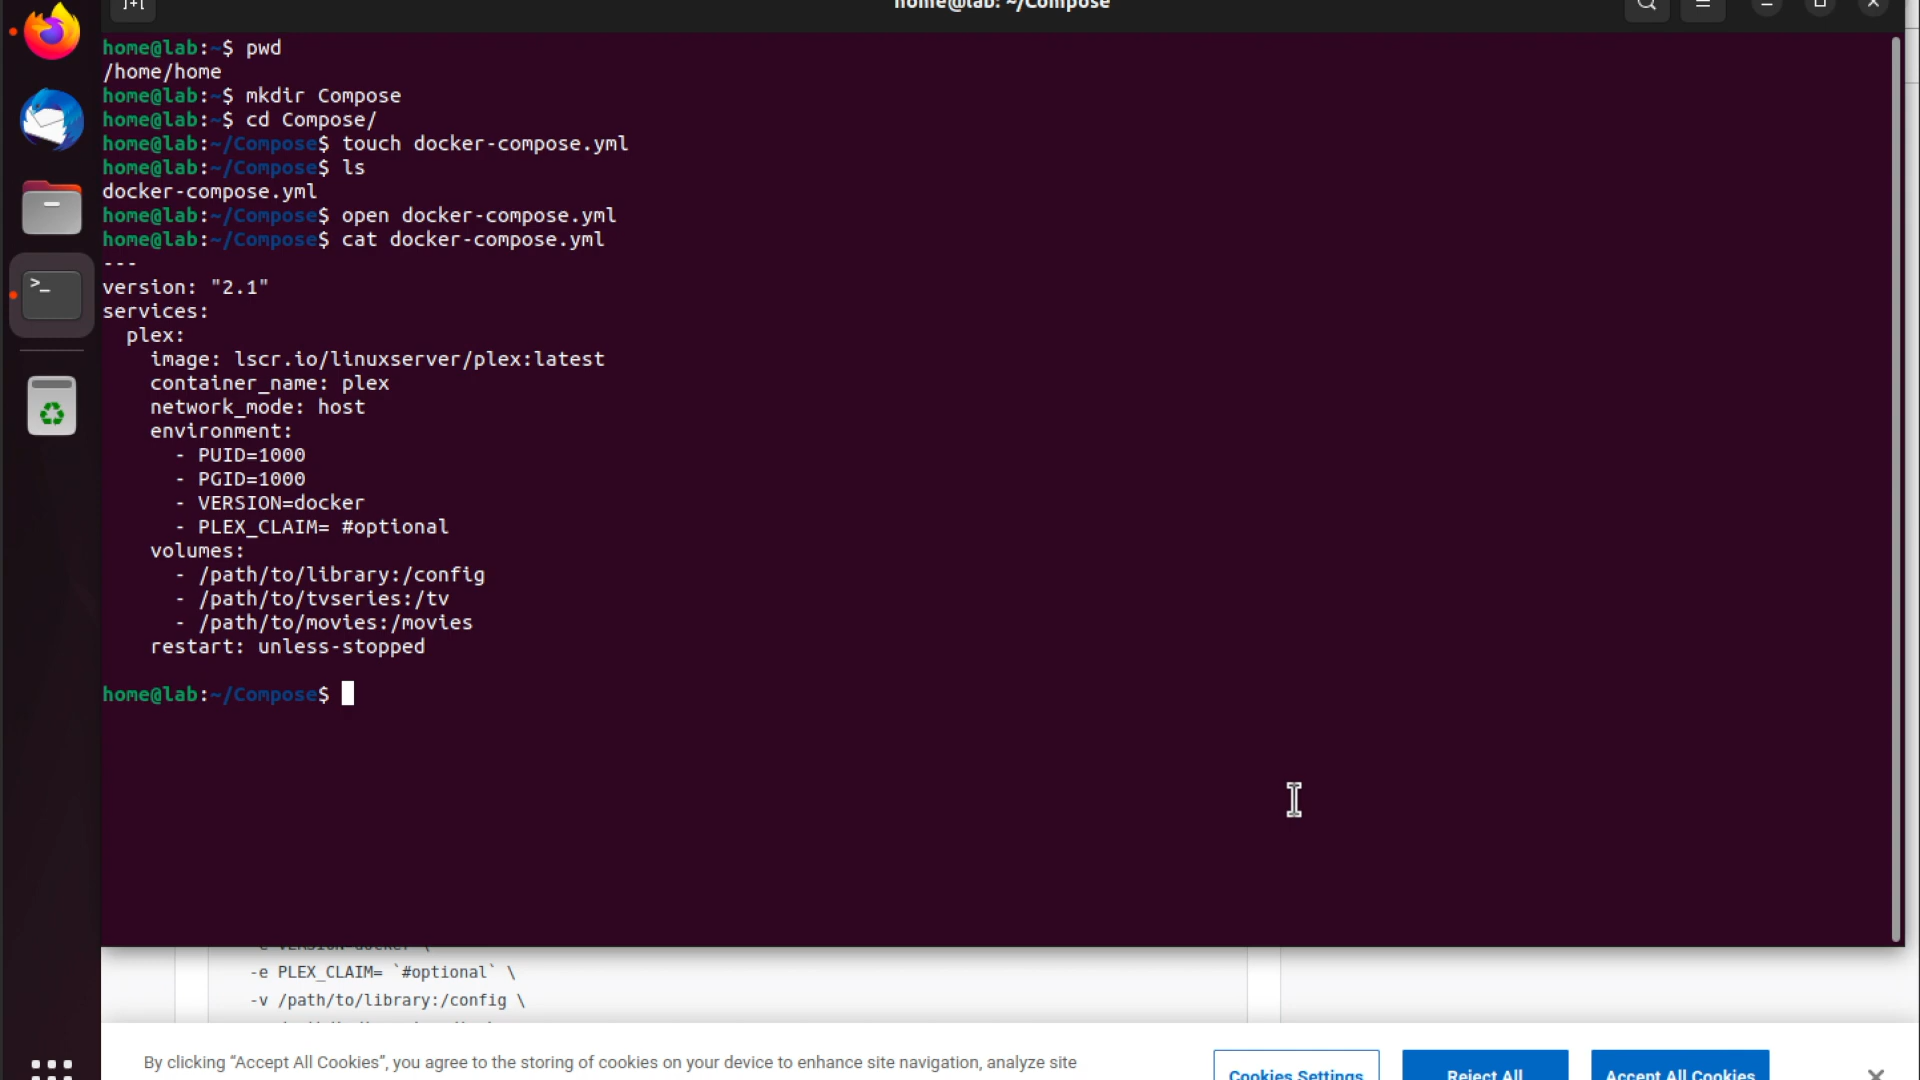 home@lab: ~/Compose
home@lab:~$ pwd
/home/home
home@lab:~$ mkdir Compose
home@lab:~$ cd Compose/
home@lab:~/Compose$ touch docker-compose.yml
home@lab:~/Compose$ ls
docker-compose.yml
home@lab:~/Compose$ open docker-compose.yml
home@lab:~/Compose$ cat docker-compose.yml
---
version: "2.1"
services:
  plex:
    image: lscr.io/linuxserver/plex:latest
    container_name: plex
    network_mode: host
    environment:
      - PUID=1000
      - PGID=1000
      - VERSION=docker
      - PLEX_CLAIM= #optional
    volumes:
      - /path/to/library:/config
      - /path/to/tvseries:/tv
      - /path/to/movies:/movies
    restart: unless-stopped
home@lab:~/Compose$
-e VERSION=docker \
-e PLEX_CLAIM= `#optional` \
-v /path/to/library:/config \
By clicking “Accept All Cookies”, you agree to the storing of cookies on your device to enhance site navigation, analyze site
Cookies Settings
Reject All
Accept All Cookies